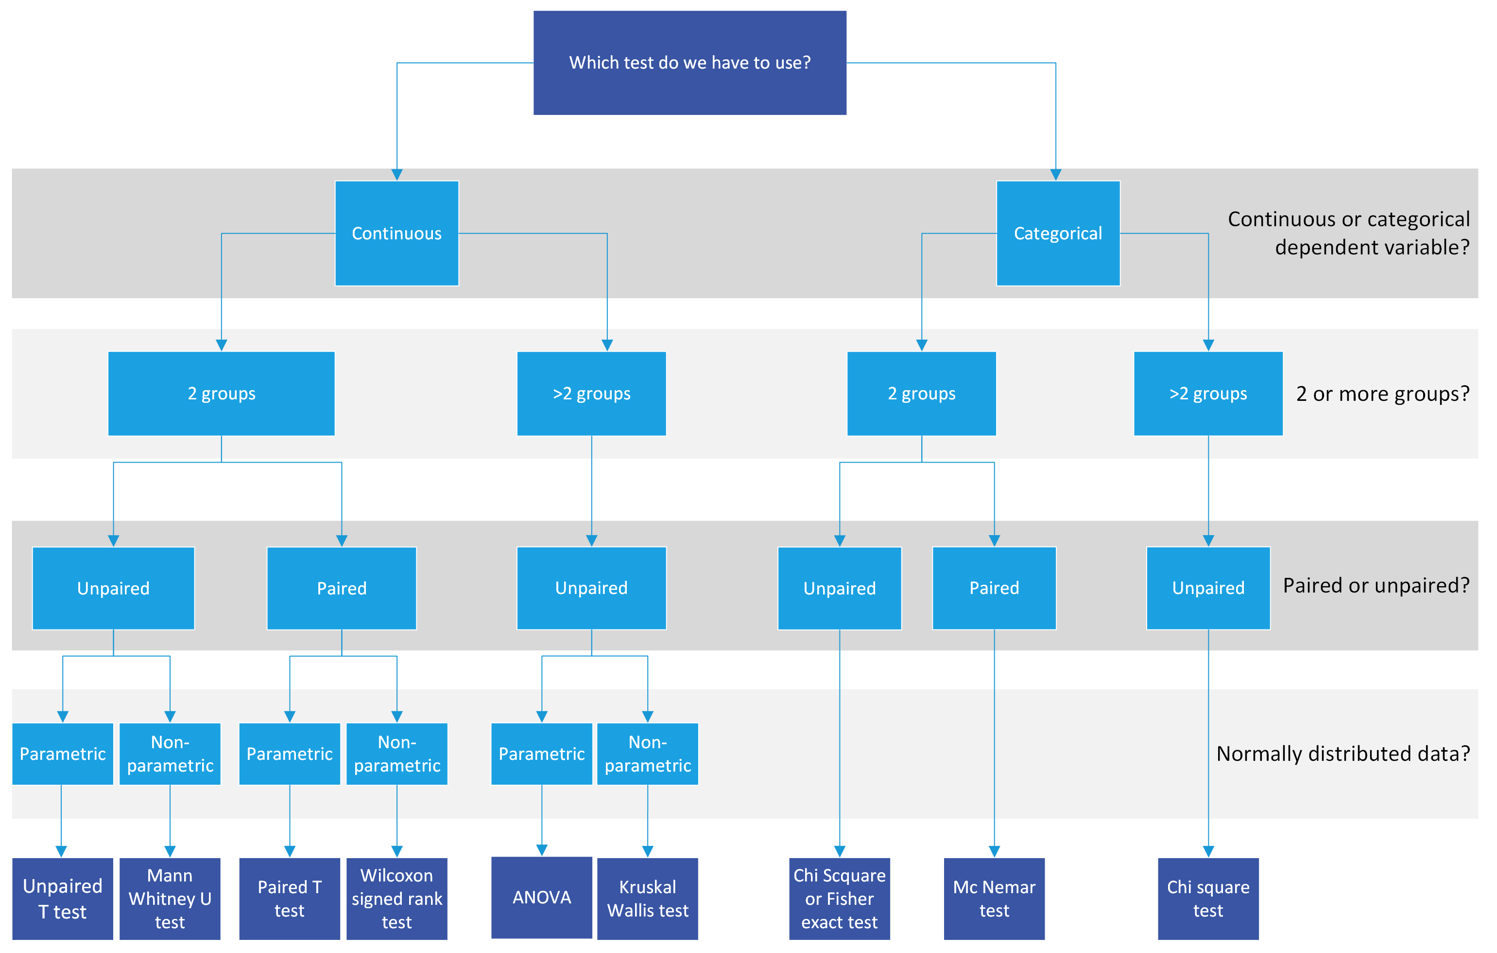 Which test do we have to use?
Continuous
Categorical
Continuous or categorical
dependent variable?
2 groups
>2 groups
2 groups
>2 groups
2 or more groups?
Unpaired
Paired
Unpaired
Unpaired
Paired
Unpaired
Paired or unpaired?
Parametric
Non-
parametric
Parametric
Non-
parametric
Parametric
Non-
parametric
Normally distributed data?
Unpaired
T test
Mann
Whitney U
test
Paired T
test
Wilcoxon
signed rank
test
ANOVA
Kruskal
Wallis test
Chi Scquare
or Fisher
exact test
Mc Nemar
test
Chi square
test